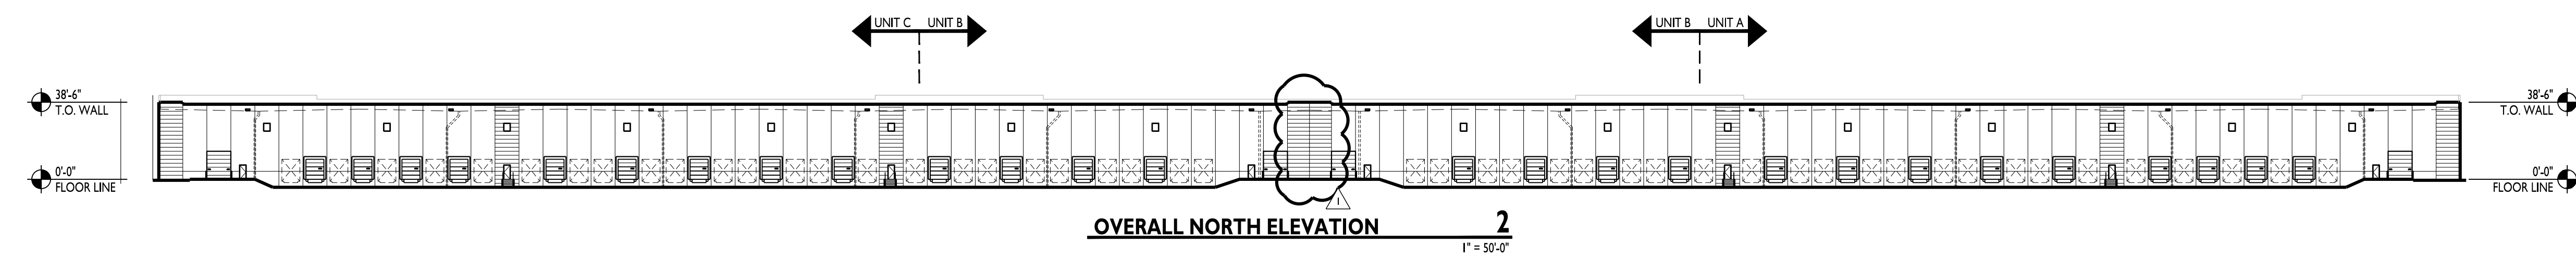 UNIT C UNIT B
UNIT B UNIT A
38'-6"
T.O. WALL
38'-6"
T.O. WALL
0'-0"
FLOOR LINE
0'-0"
FLOOR LINE
1
OVERALL NORTH ELEVATION 2
1" = 50'-0"